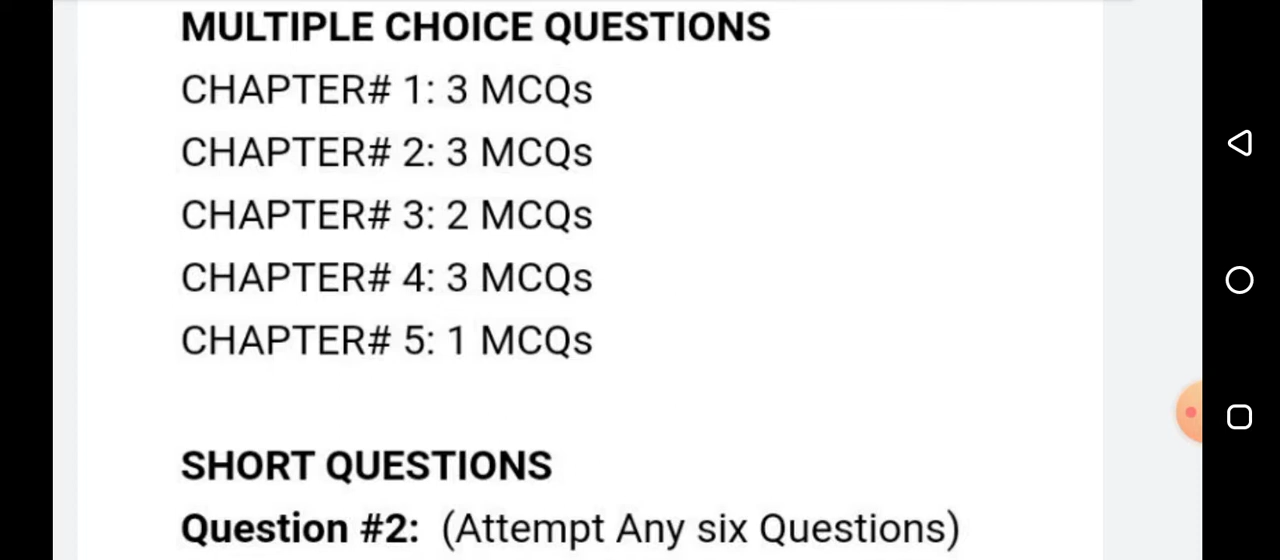 MULTIPLE CHOICE QUESTIONS
CHAPTER# 1: 3 MCQs
CHAPTER# 2: 3 MCQs
CHAPTER# 3: 2 MCQs
CHAPTER# 4: 3 MCQs
CHAPTER# 5: 1 MCQs
SHORT QUESTIONS
Question #2: (Attempt Any six Questions)